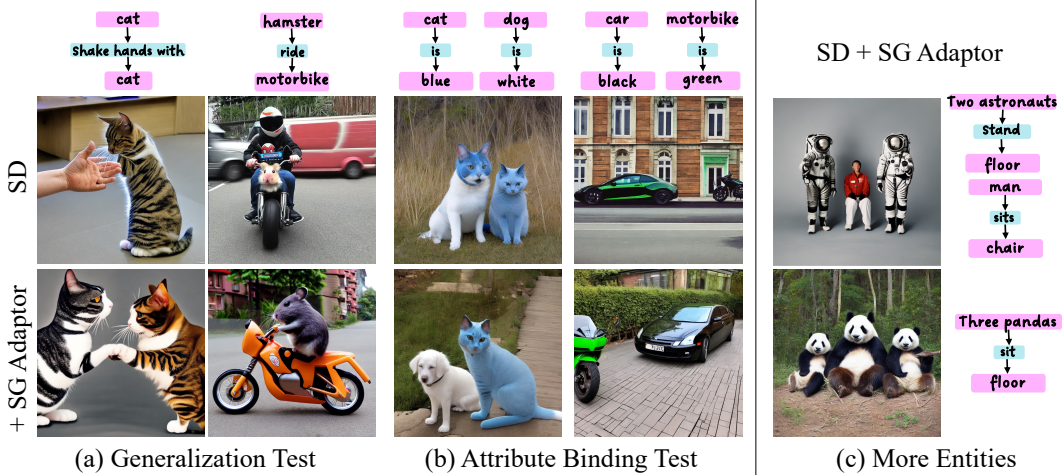 cat
Shake hands with
cat
hamster
ride
motorbike
cat
is
blue
dog
is
white
car
is
black
motorbike
is
green
SD
+ SG Adaptor
(a) Generalization Test
(b) Attribute Binding Test
SD + SG Adaptor
Two astronauts
Stand
floor
man
sits
chair
Three pandas
sit
floor
(c) More Entities